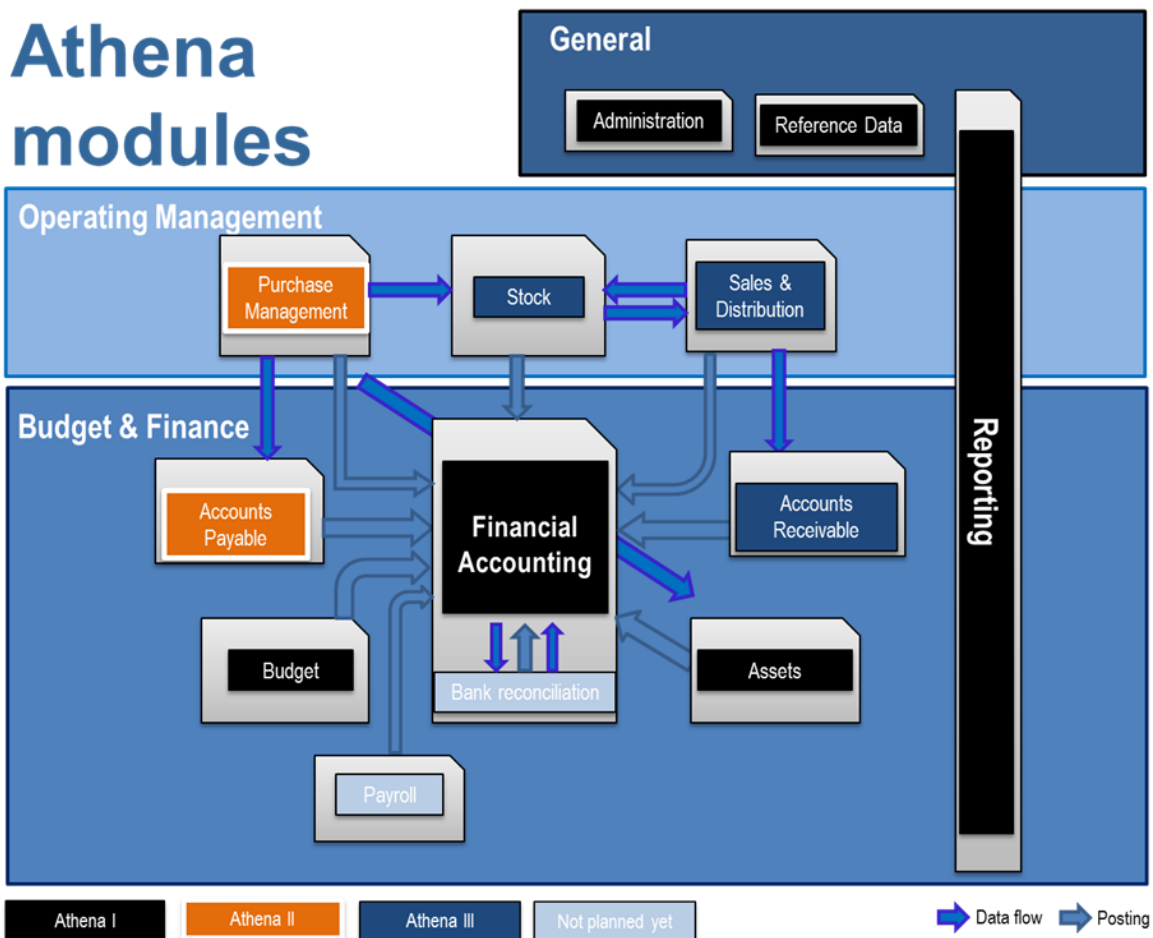 Athena
modules
General
Administration
Reference Data
Operating Management
Purchase
Management
Stock
Sales &
Distribution
Budget & Finance
Accounts
Payable
Financial
Accounting
Accounts
Receivable
Reporting
Budget
Bank reconciliation
Assets
Payroll
Athena I
Athena II
Athena III
Not planned yet
Data flow
Posting